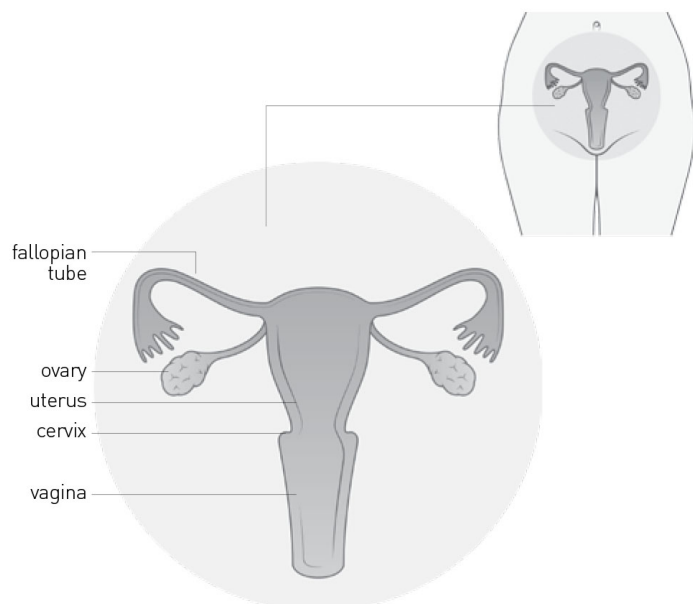 fallopian
tube
ovary
uterus
cervix
vagina